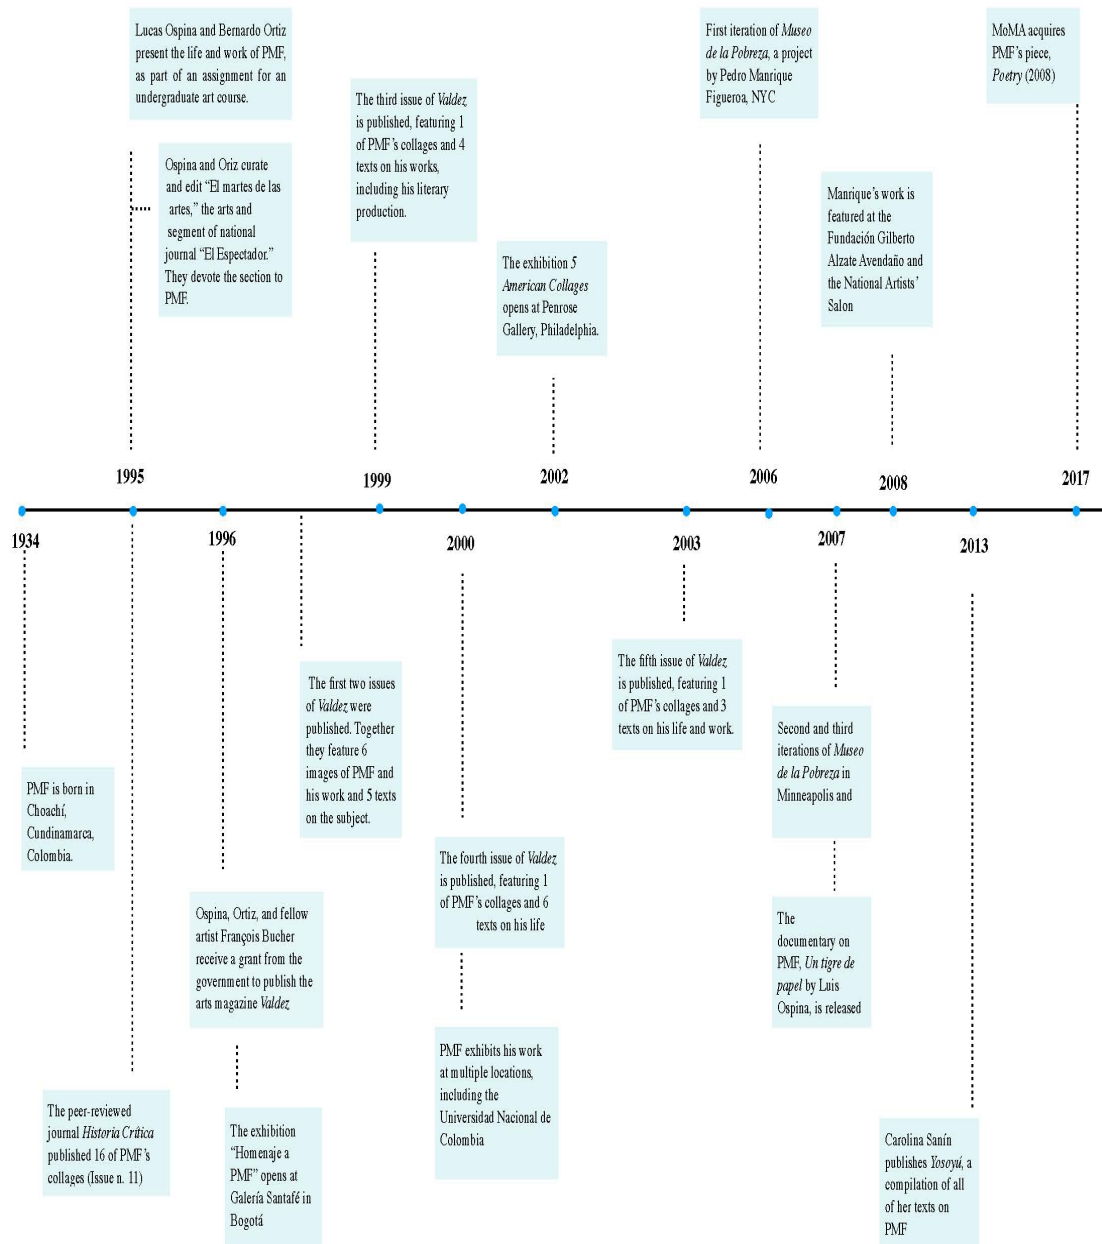 Lucas Ospina and Bernardo Ortiz
present the life and work of PMF,
as part of an assignment for an
undergraduate art course.
Ospina and Oriz curate
and edit “El martes de las
artes,” the arts and
segment of national
journal “El Espectador.”
They devote the section to
PMF.
The third issue of Valdez
is published, featuring 1
of PMF’s collages and 4
texts on his works,
including his literary
production.
The exhibition 5
American Collages
opens at Penrose
Gallery, Philadelphia.
First iteration of Museo
de la Pobreza, a project
by Pedro Manrique
Figueroa, NYC
Manrique’s work is
featured at the
Fundación Gilberto
Alzate Avendaño and
the National Artists’
Salon
MoMA acquires
PMF’s piece,
Poetry (2008)
1995
1999
2002
2006
2008
2017
1934
1996
2000
2003
2007
2013
PMF is born in
Choachí,
Cundinamarca,
Colombia.
The peer-reviewed
journal Historia Crítica
published 16 of PMF’s
collages (Issue n. 11)
Ospina, Ortiz, and fellow
artist François Bucher
receive a grant from the
government to publish the
arts magazine Valdez
The exhibition
“Homenaje a
PMF” opens at
Galería Santafé in
Bogotá
The first two issues
of Valdez were
published. Together
they feature 6
images of PMF and
his work and 5 texts
on the subject.
The fourth issue of Valdez
is published, featuring 1
of PMF’s collages and 6
texts on his life
PMF exhibits his work
at multiple locations,
including the
Universidad Nacional de
Colombia
The fifth issue of Valdez
is published, featuring 1
of PMF’s collages and 3
texts on his life and work.
Second and third
iterations of Museo
de la Pobreza in
Minneapolis and
The
documentary on
PMF, Un tigre de
papel by Luis
Ospina, is released
Carolina Sanín
publishes Yosoyú, a
compilation of all
of her texts on
PMF